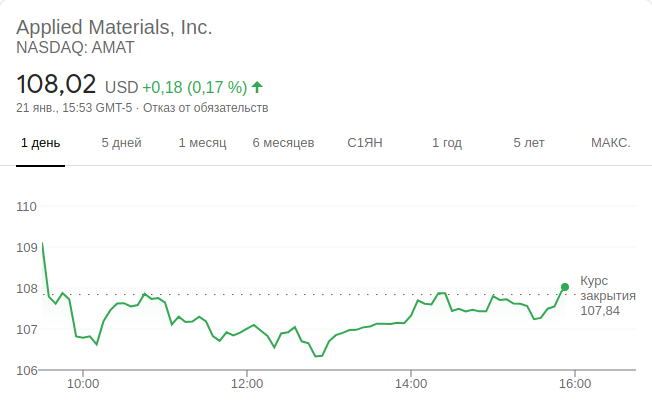 Applied Materials, Inc.
NASDAQ: AMAT
108,02 USD +0,18 (0,17 %)
21 янв., 15:53 GMT-5 · Отказ от обязательств
1 день 5 дней 1 месяц 6 месяцев С1ЯН 1 год 5 лет МАКС.
110
109
108
107
106
Курс
закрытия
107,84
10:00 12:00 14:00 16:00